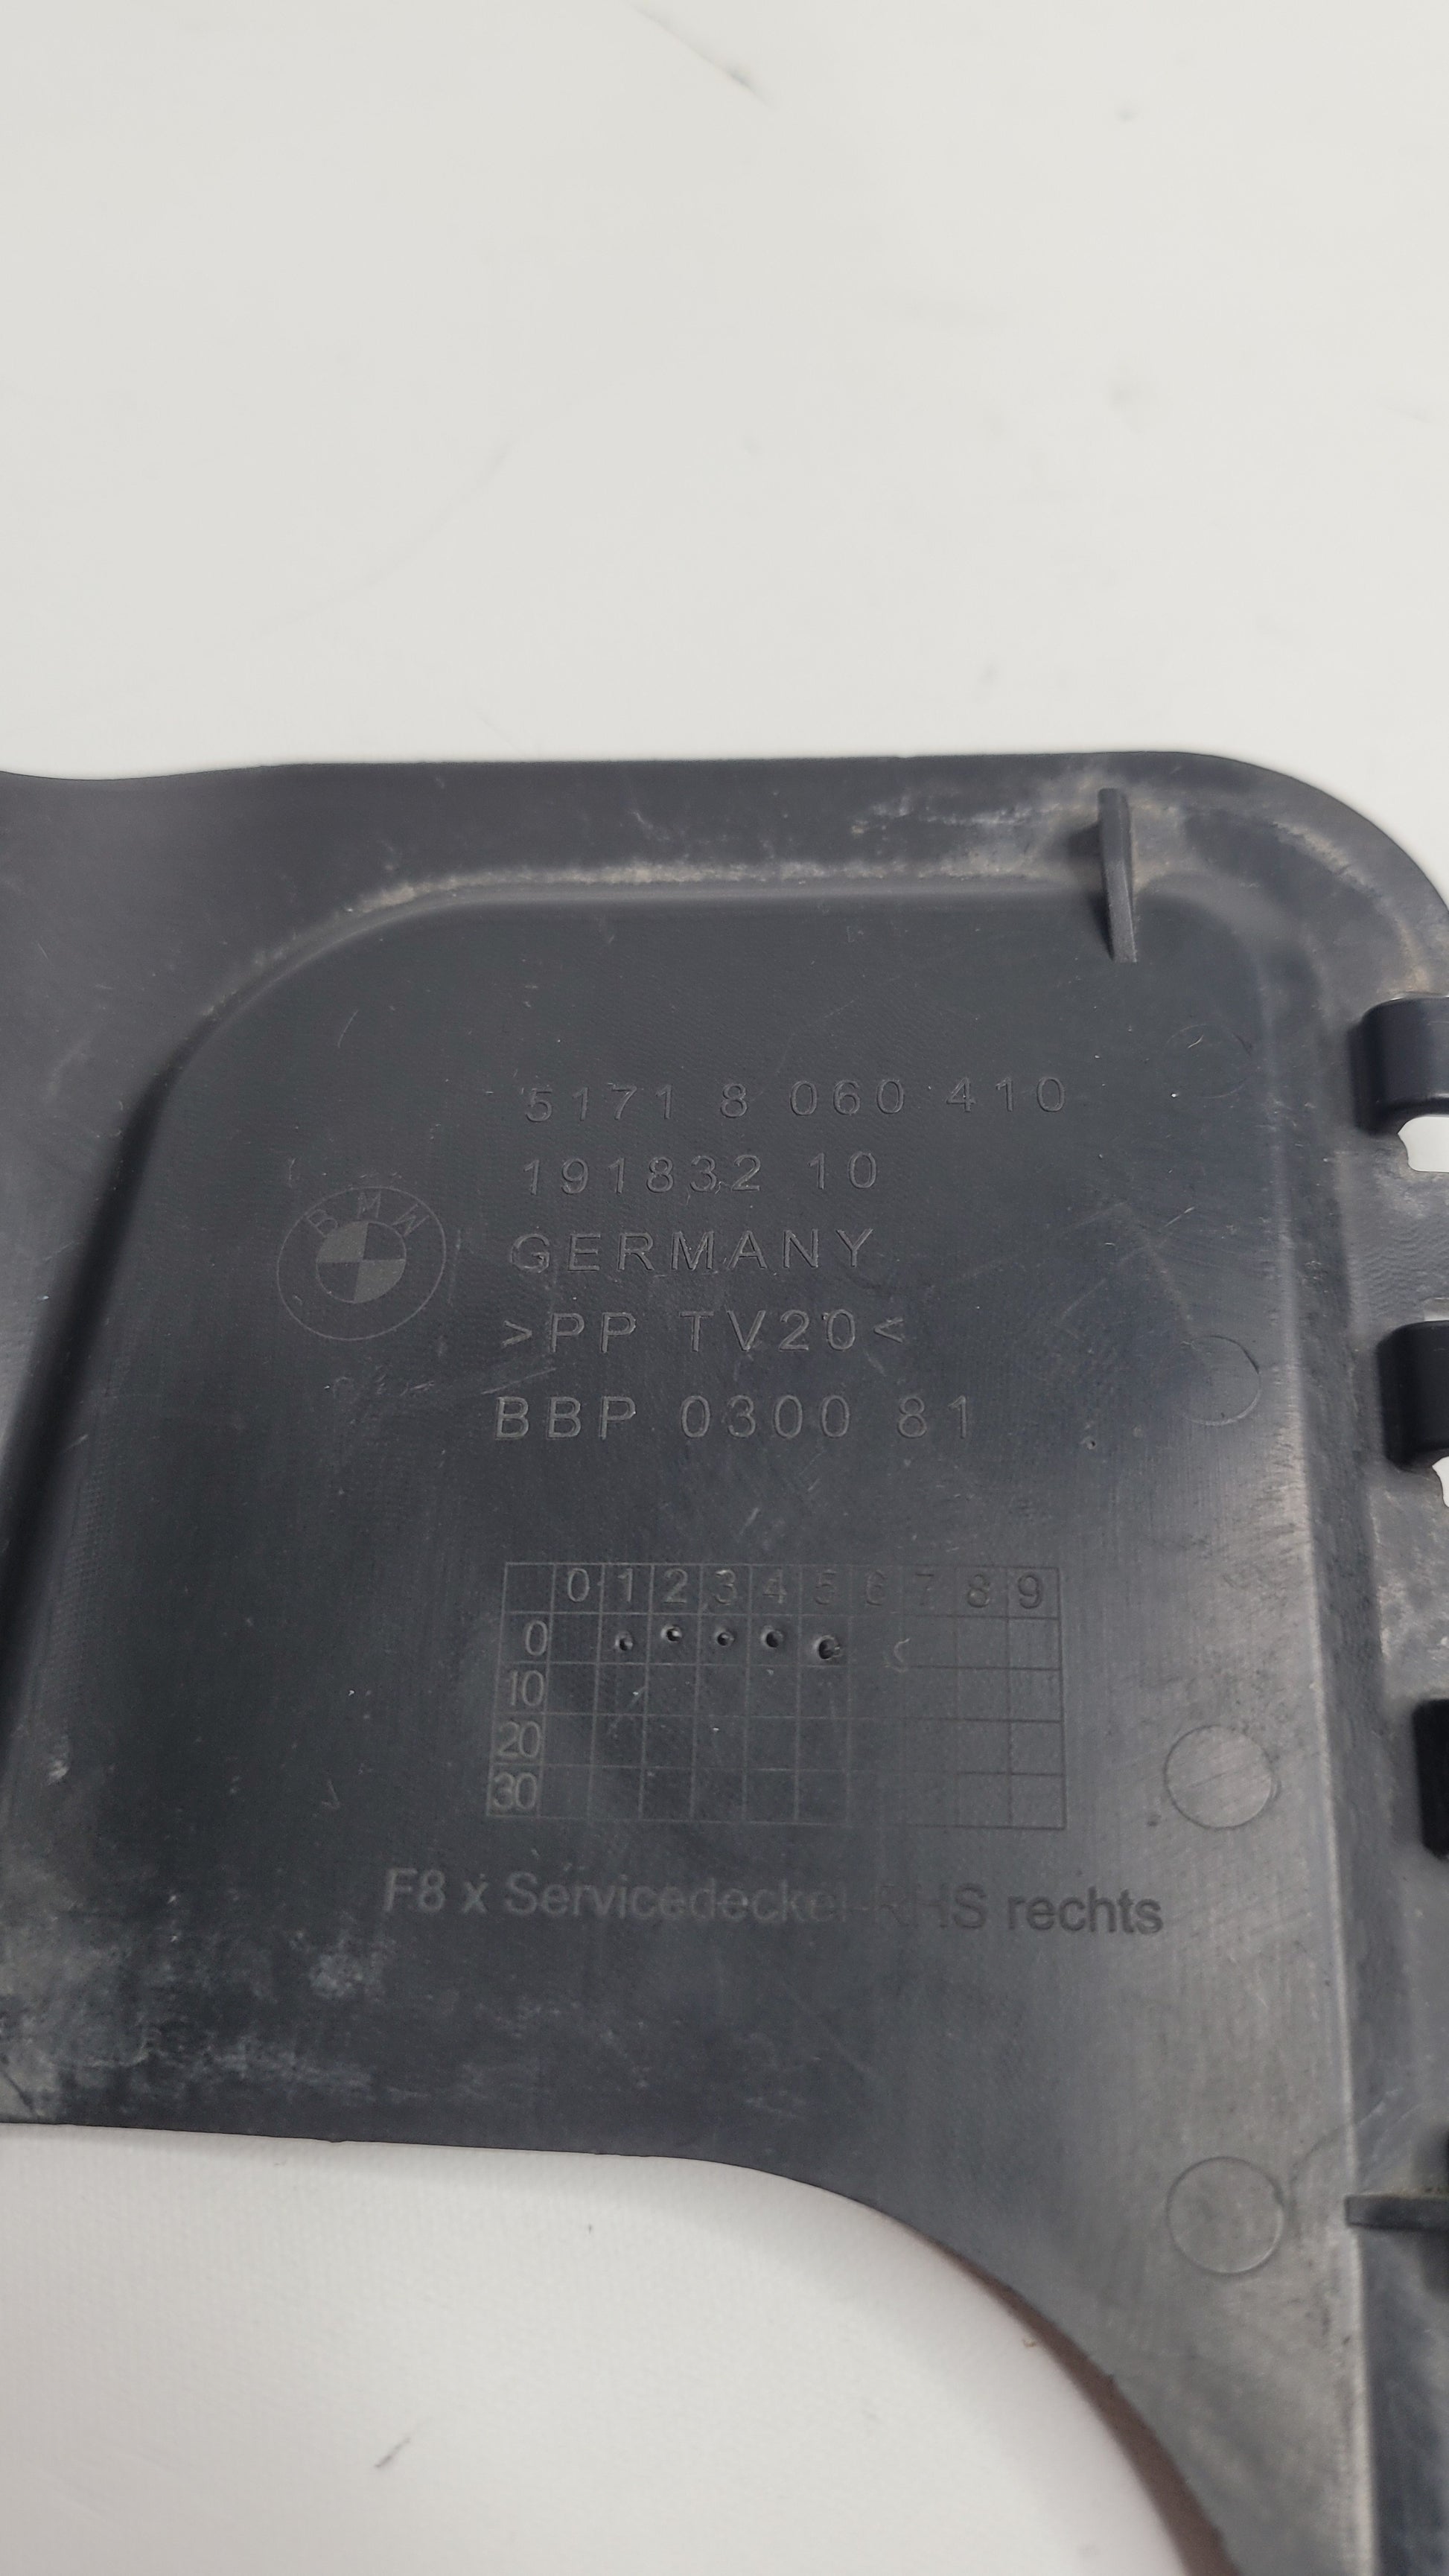 5171 8 060 410
191832 10
BMW
GERMANY
>PP TV20<
BBP 0300 81
0 1 2 3 4 5 6 7 8 9
0
10
20
30
F8 x Servicedeckel RHS rechts